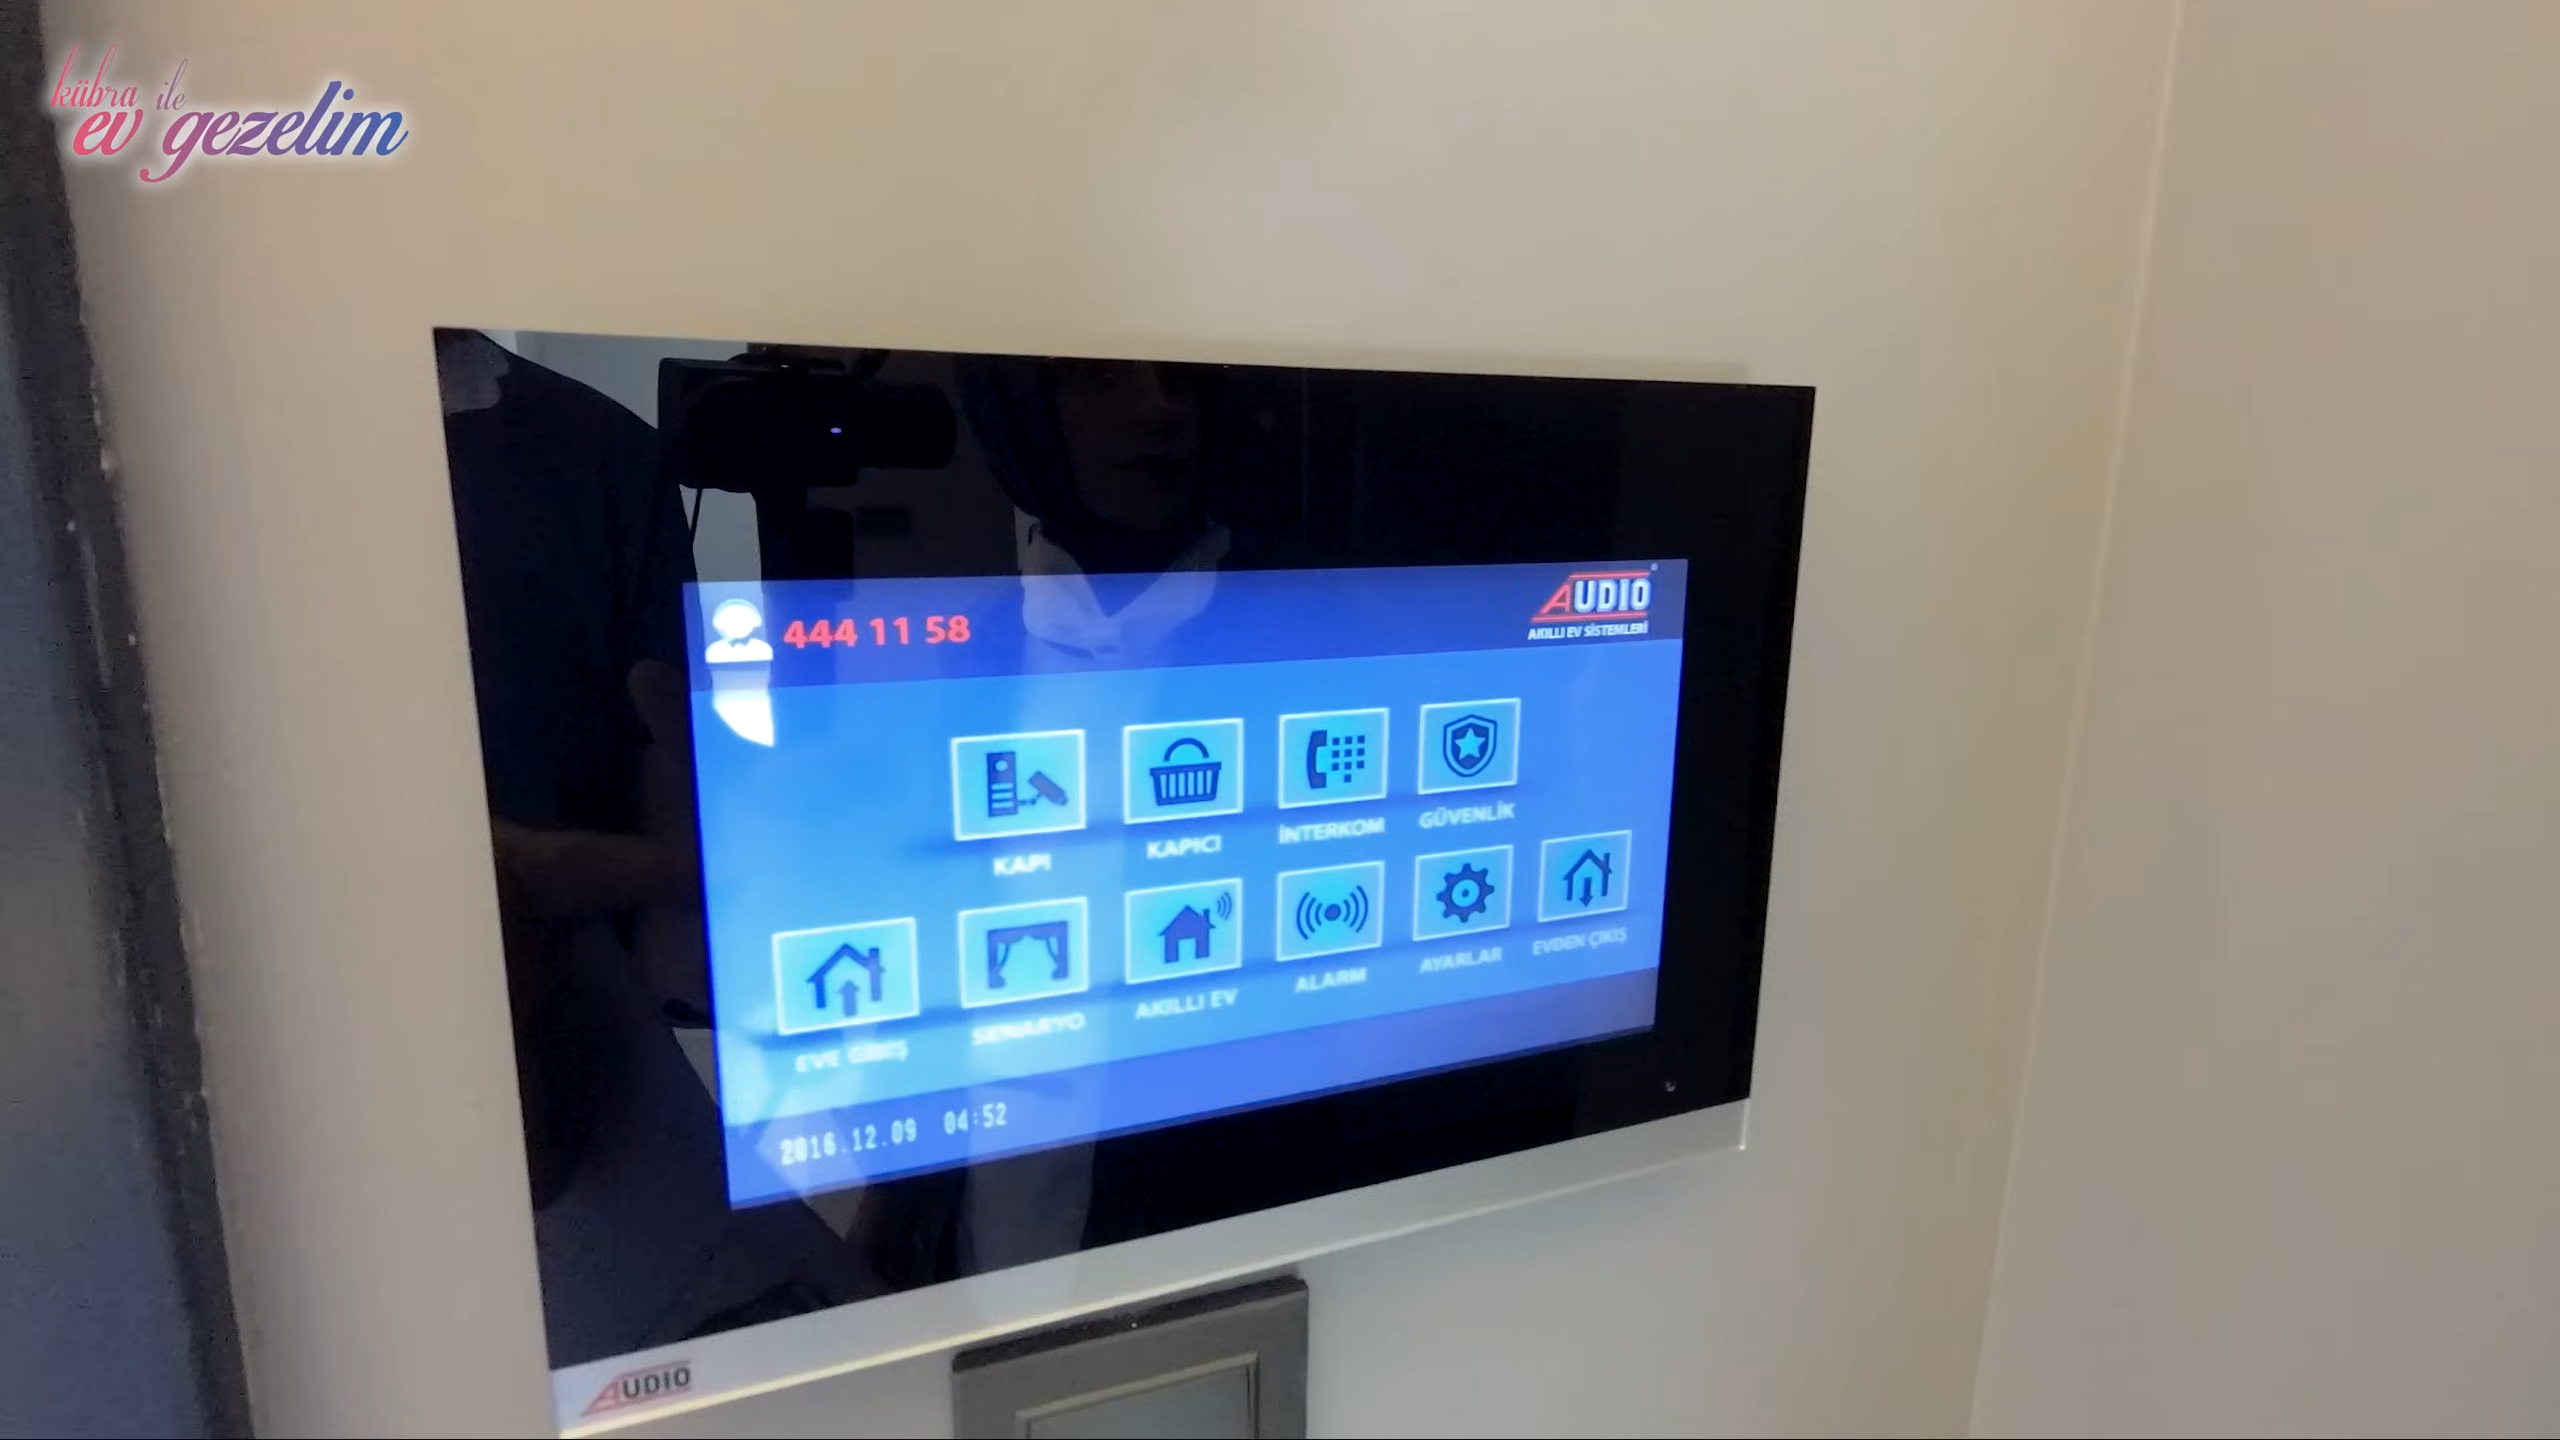 kübra ile
ev gezelim
444 11 58
AUDIO
AKILLI EV SİSTEMLERİ
KAPI
KAPICI
İNTERKOM
GÜVENLİK
EVE GİRİŞ
SENARYO
AKILLI EV
ALARM
AYARLAR
EVDEN ÇIKIŞ
2016.12.09 04:52
AUDIO